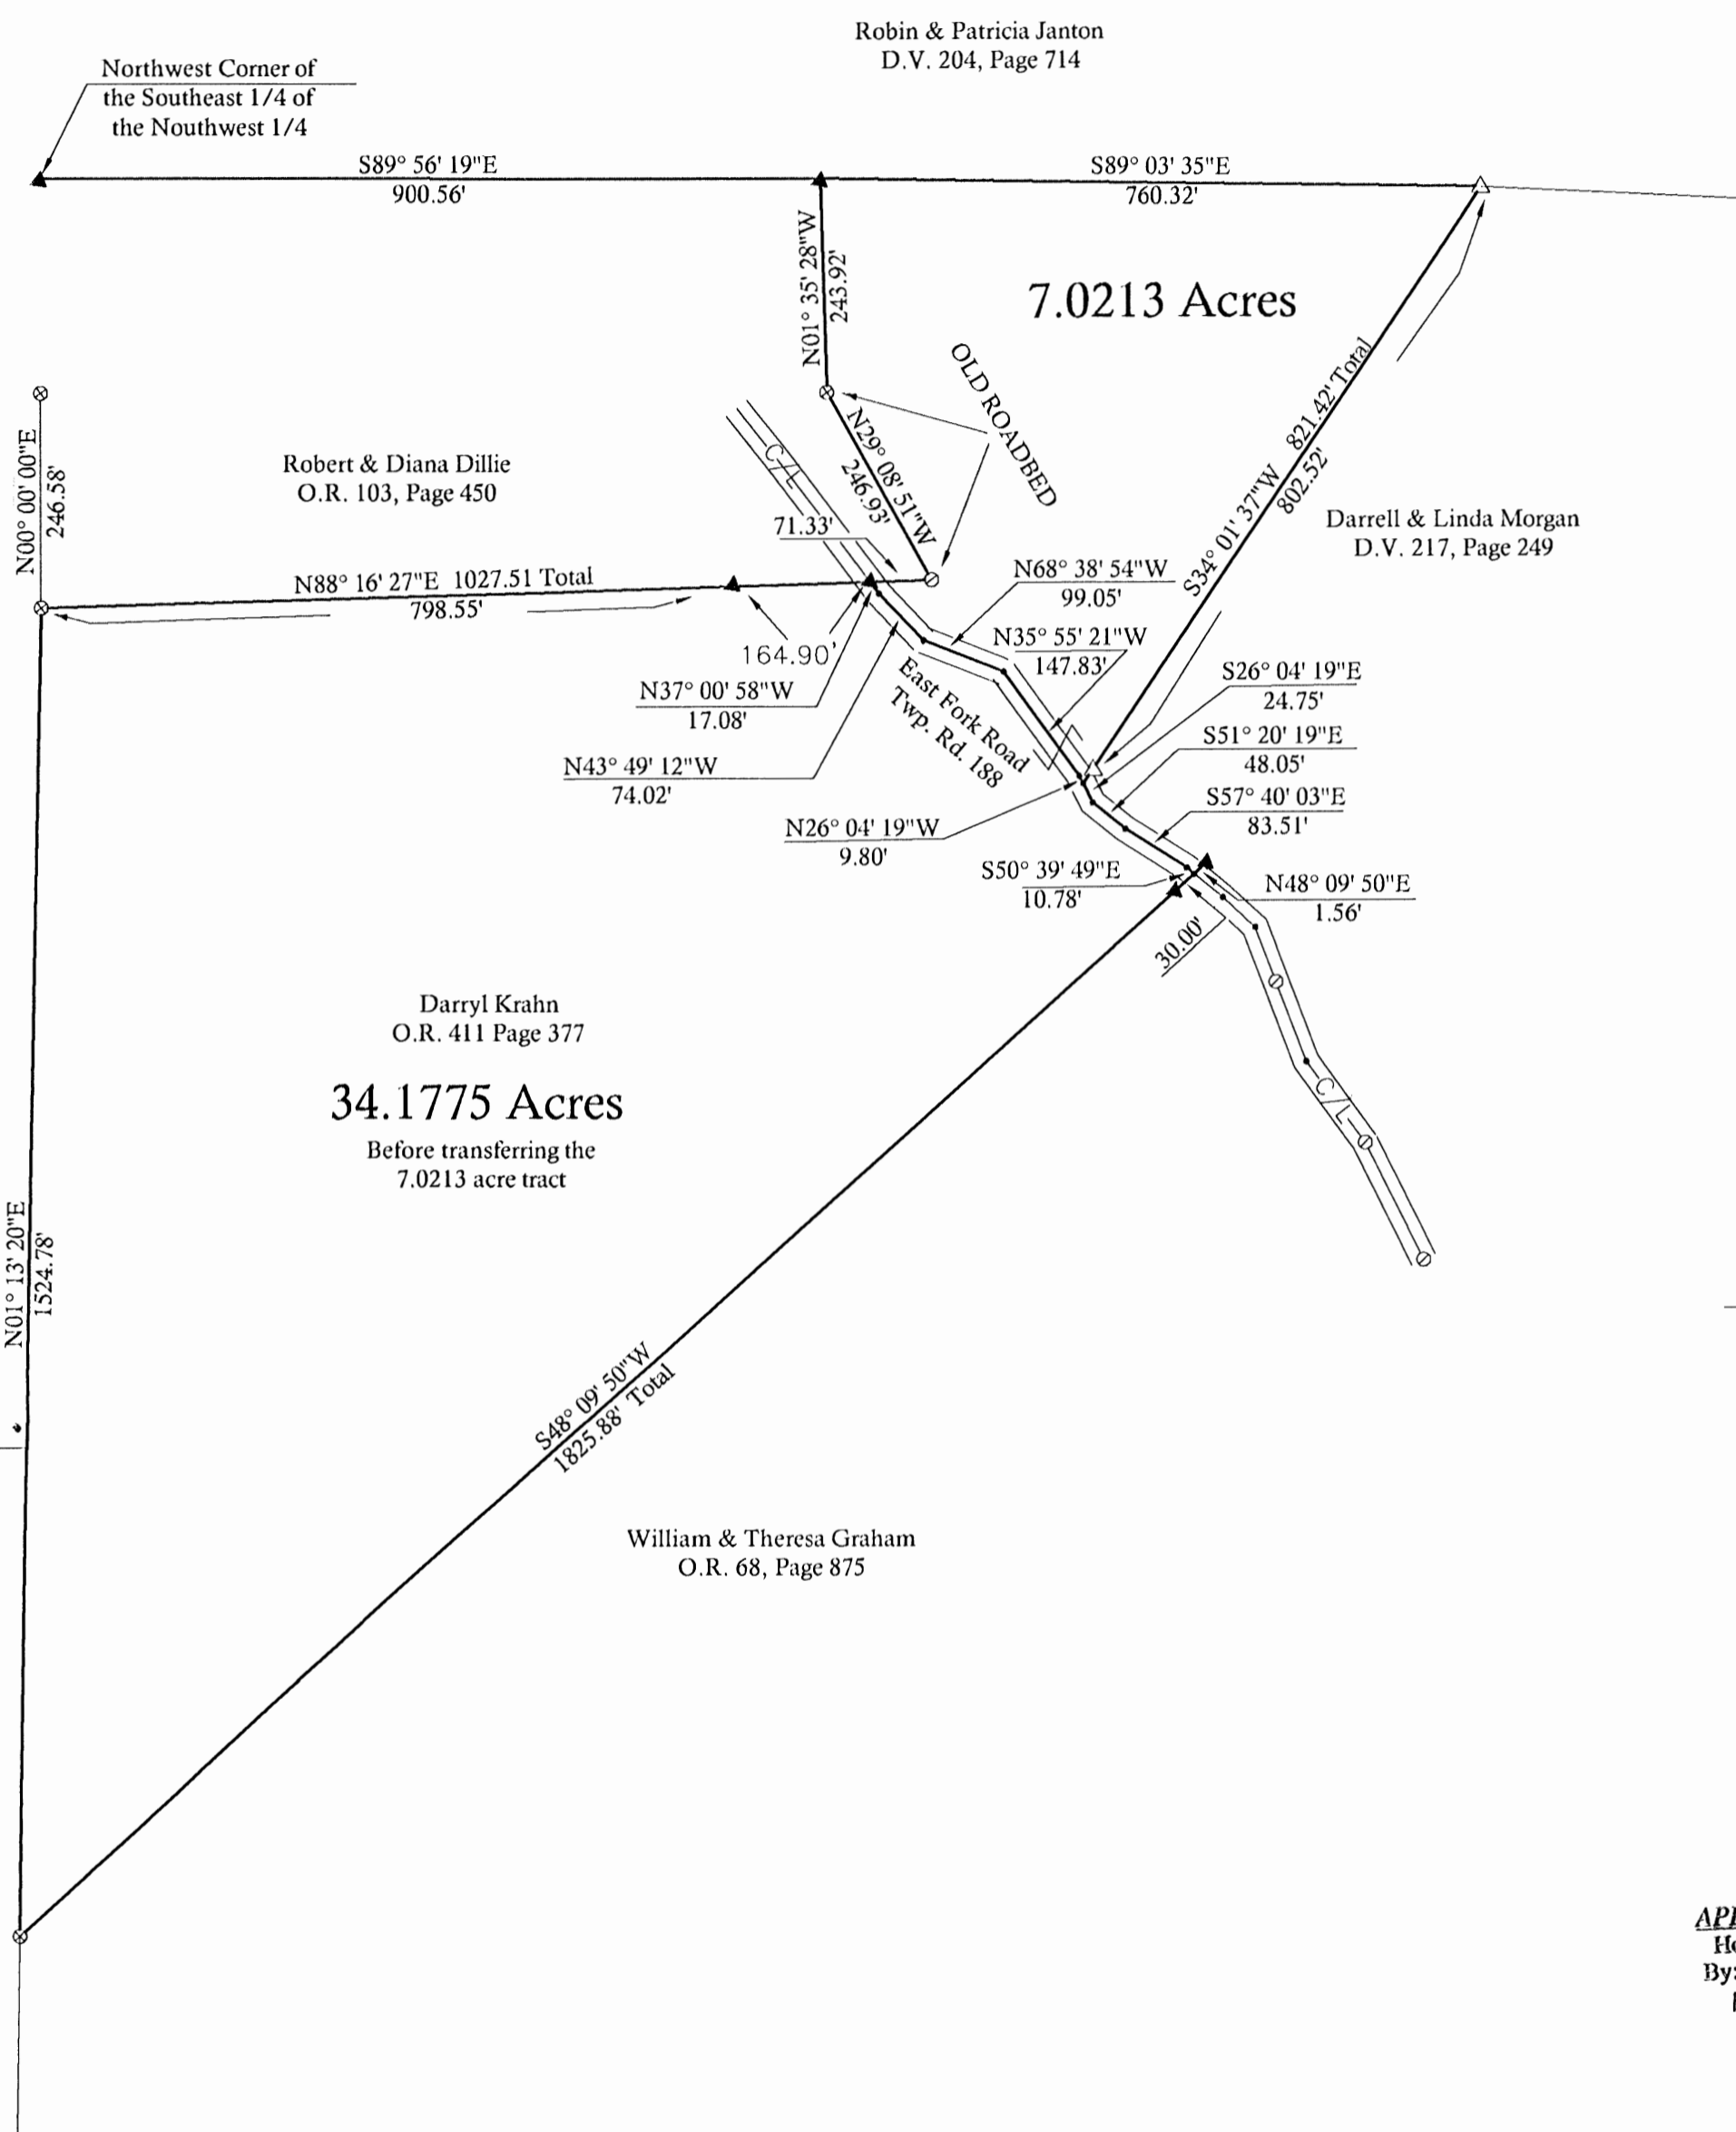 Robin & Patricia Janton
D.V. 204, Page 714
Northwest Corner of
the Southeast 1/4 of
the Nouthwest 1/4
S89° 56' 19"E
900.56'
S89° 03' 35"E
760.32'
N01° 35' 28"W
243.92'
7.0213 Acres
OLD ROADBED
N29° 08' 51"W
246.93'
821.42' Total
S34° 01' 37"W
802.52'
N00° 00' 00"E
246.58'
Robert & Diana Dillie
O.R. 103, Page 450
C/L
71.33'
Darrell & Linda Morgan
D.V. 217, Page 249
N88° 16' 27"E 1027.51 Total
798.55'
164.90'
N68° 38' 54"W
99.05'
N35° 55' 21"W
147.83'
N37° 00' 58"W
17.08'
East Fork Road
Twp. Rd. 188
S26° 04' 19"E
24.75'
S51° 20' 19"E
48.05'
N43° 49' 12"W
74.02'
S57° 40' 03"E
83.51'
N26° 04' 19"W
9.80'
S50° 39' 49"E
10.78'
N48° 09' 50"E
1.56'
30.00'
Darryl Krahn
O.R. 411 Page 377
34.1775 Acres
Before transferring the
7.0213 acre tract
C/L
N01° 13' 20"E
1524.78'
S48° 09' 50"W
1825.88' Total
William & Theresa Graham
O.R. 68, Page 875
By: